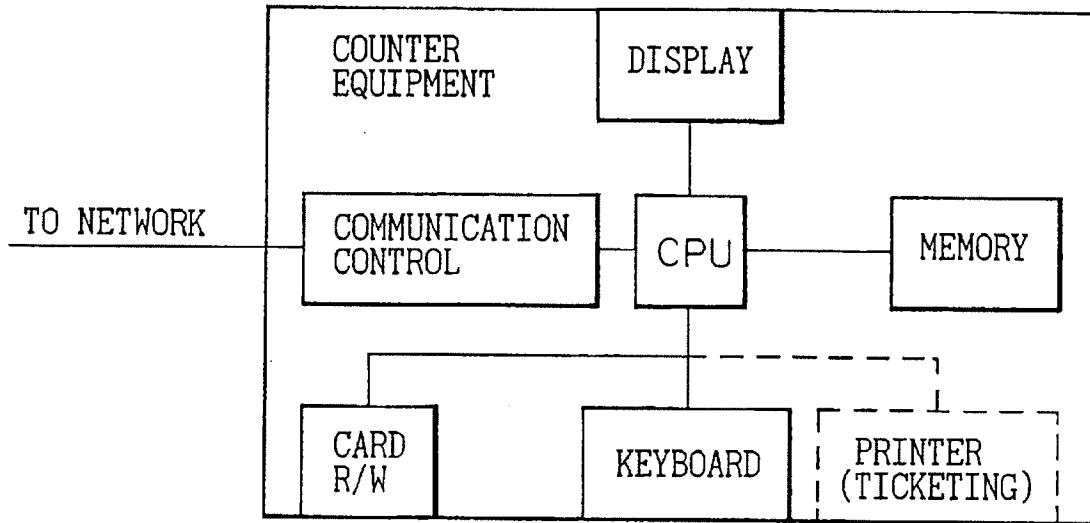 COUNTER
EQUIPMENT
DISPLAY
TO NETWORK
COMMUNICATION
CONTROL
CPU
MEMORY
CARD
R/W
KEYBOARD
PRINTER
(TICKETING)